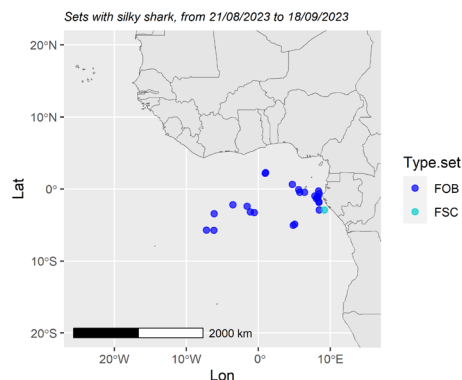 Sets with silky shark, from 21/08/2023 to 18/09/2023
20°N
10°N
0°
10°S
20°S
Lat
20°W
10°W
0°
10°E
Lon
2000 km
Type.set
FOB
FSC